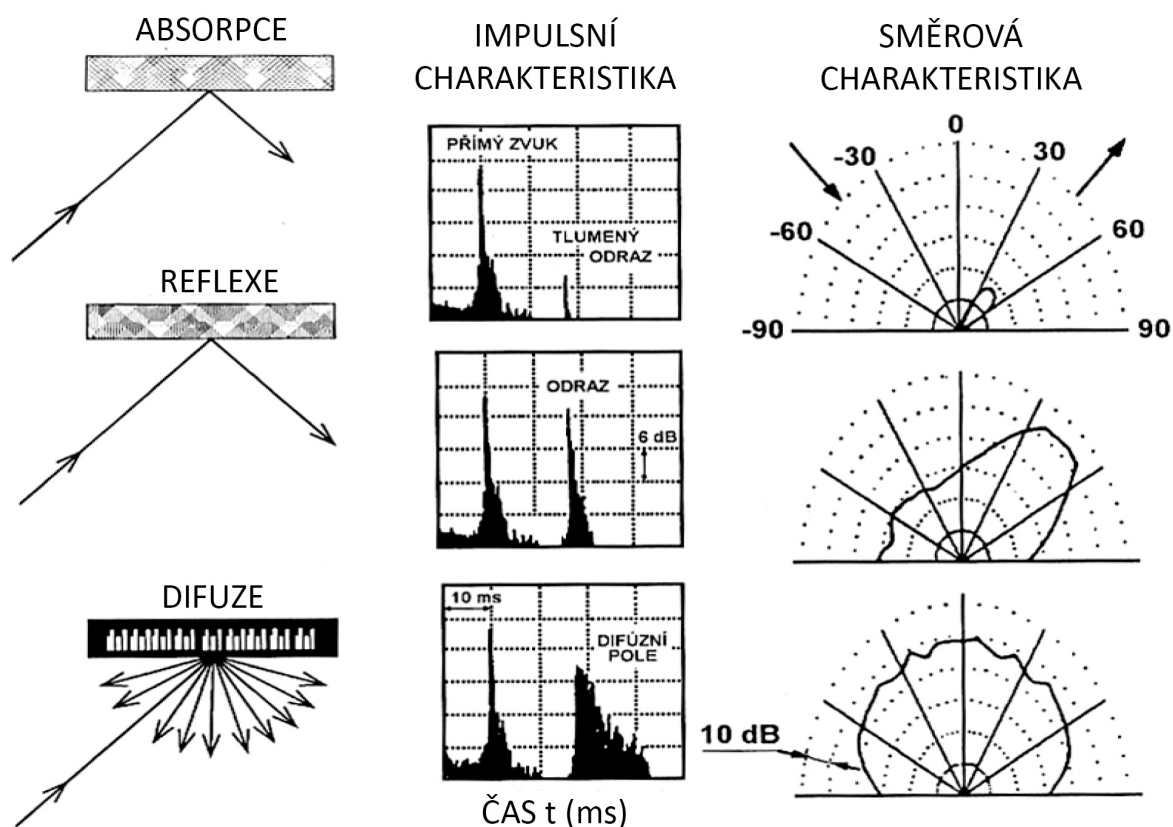 ABSORPCE
IMPULSNÍ
CHARAKTERISTIKA
SMĚROVÁ
CHARAKTERISTIKA
PŘÍMÝ ZVUK
TLUMENÝ
ODRAZ
0
-30
30
-60
60
-90
90
REFLEXE
ODRAZ
6 dB
DIFUZE
10 ms
DIFÚZNÍ
POLE
10 dB
ČAS t (ms)